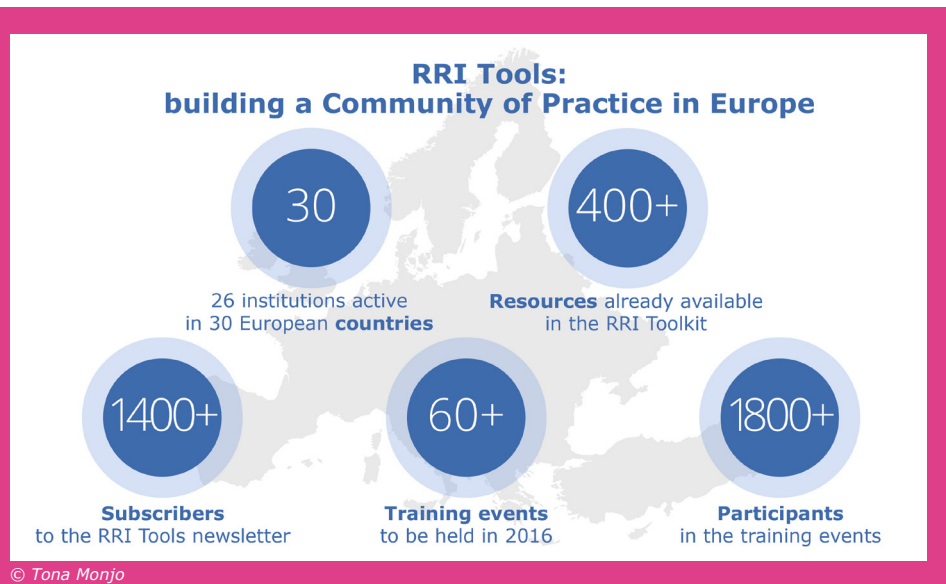 RRI Tools:
building a Community of Practice in Europe
30
26 institutions active
in 30 European countries
400+
Resources already available
in the RRI Toolkit
1400+
Subscribers
to the RRI Tools newsletter
60+
Training events
to be held in 2016
1800+
Participants
in the training events
© Tona Monjo